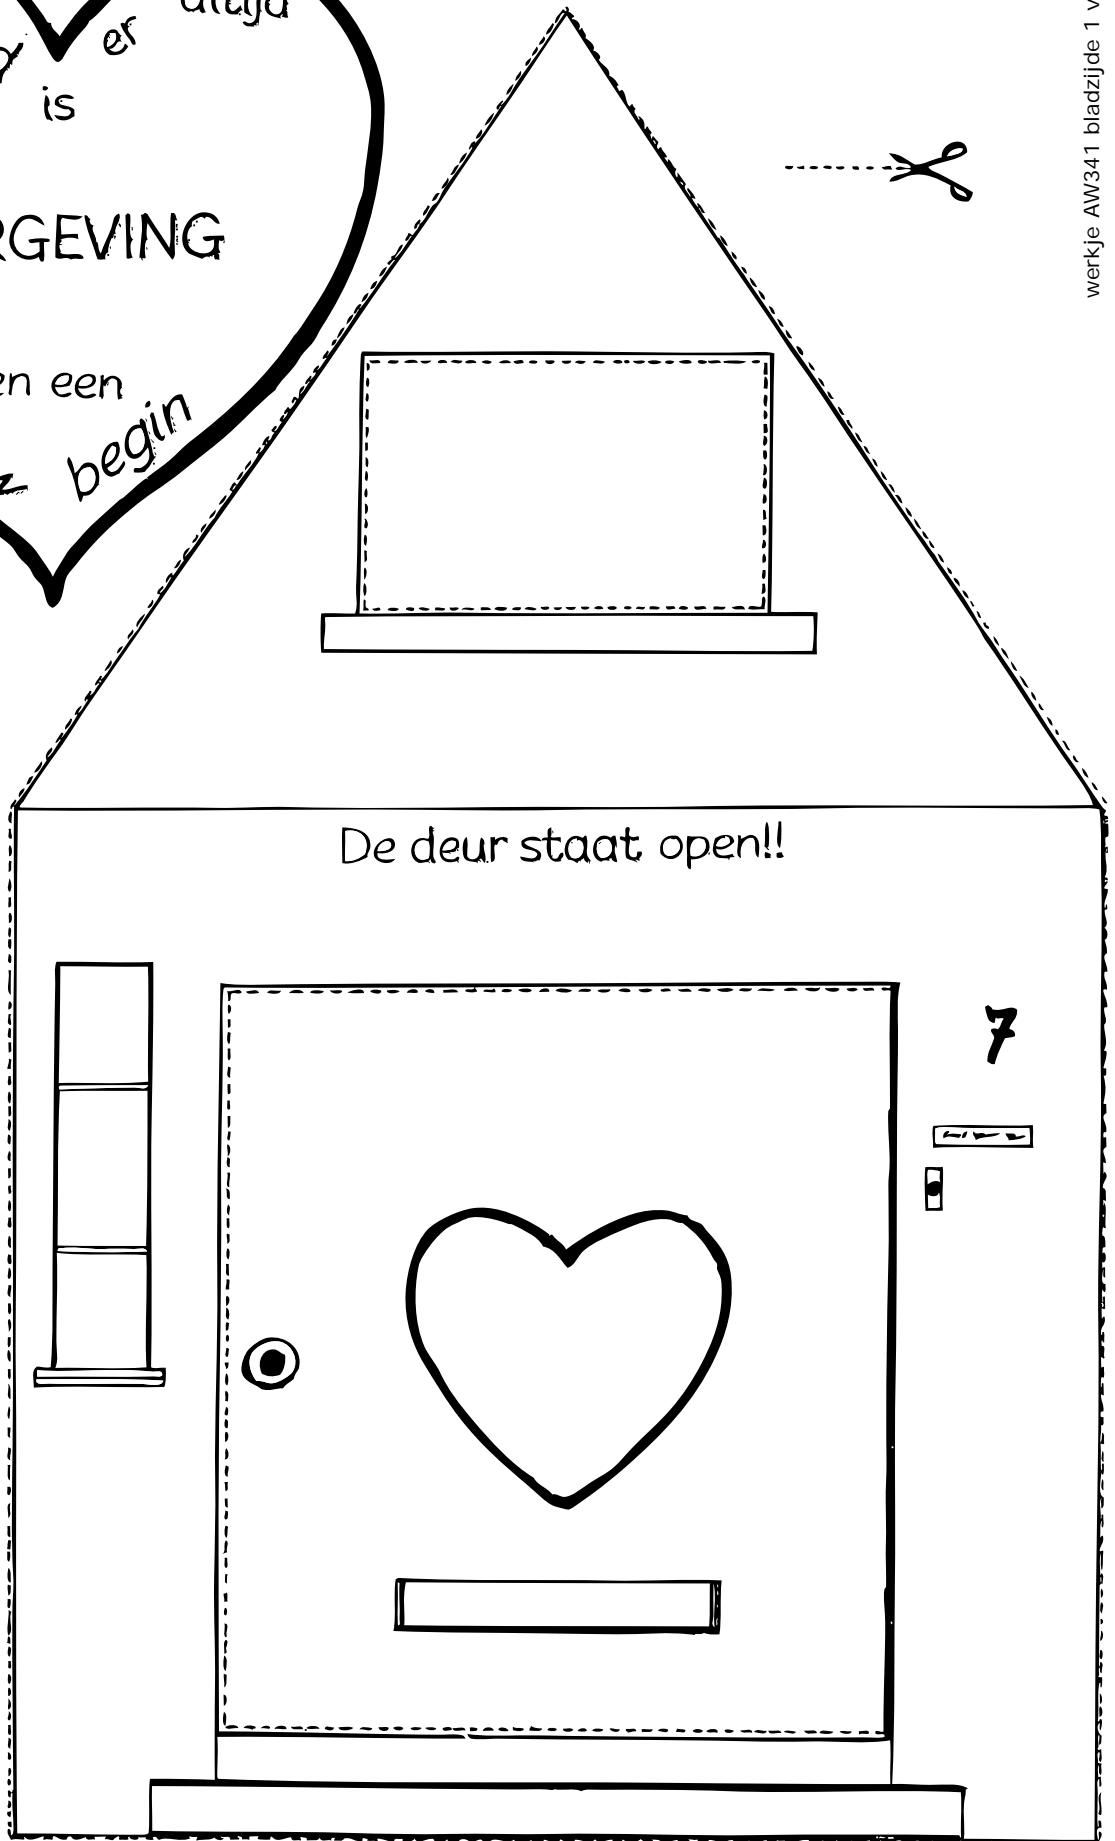 altijd
er
is
RGEVING
en een
z begin
De deur staat open!!
7
werkje AW341 bladzijde 1 v